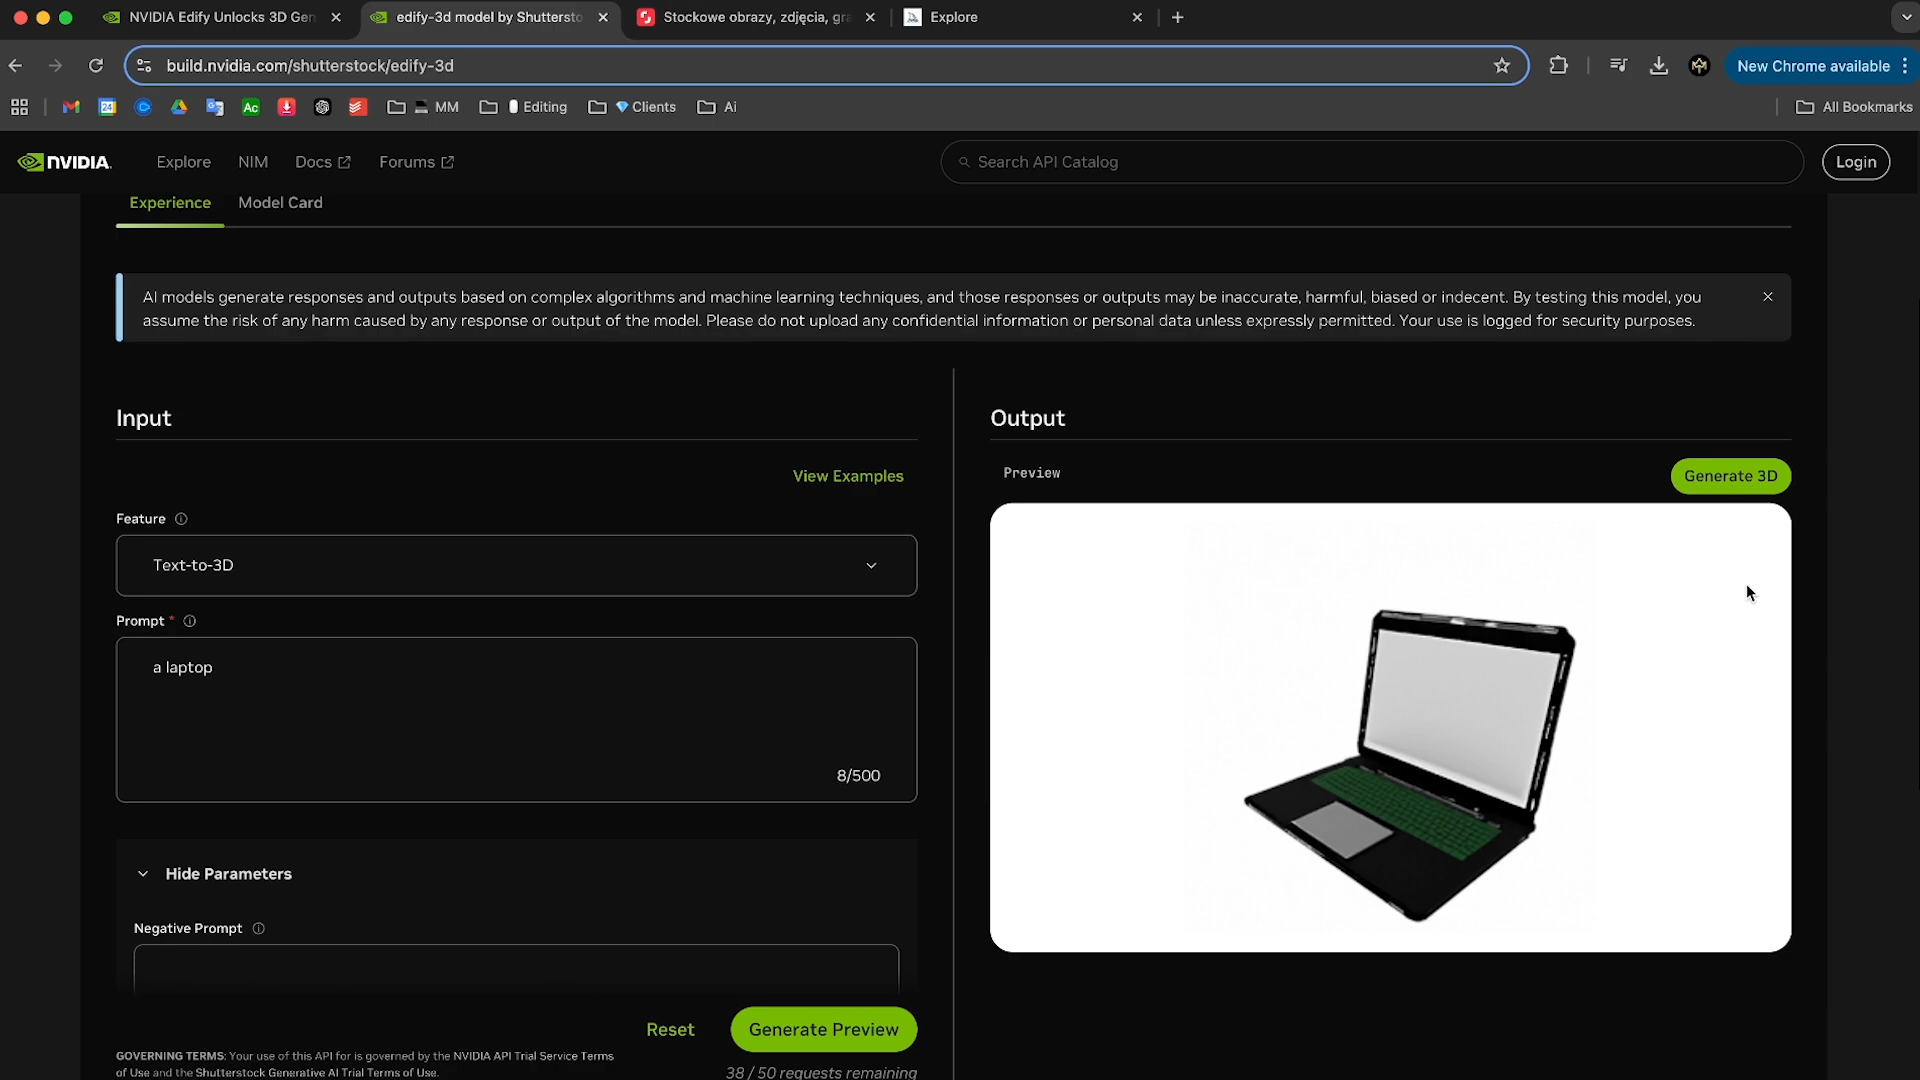 NVIDIA Edify Unlocks 3D Gen
edify-3d model by Shuttersto
Stockowe obrazy, zdjęcia, gra
Explore
build.nvidia.com/shutterstock/edify-3d
New Chrome available
24
Ac
MM
Editing
Clients
Ai
All Bookmarks
NVIDIA.
Explore
NIM
Docs
Forums
Search API Catalog
Login
Experience
Model Card
AI models generate responses and outputs based on complex algorithms and machine learning techniques, and those responses or outputs may be inaccurate, harmful, biased or indecent. By testing this model, you
assume the risk of any harm caused by any response or output of the model. Please do not upload any confidential information or personal data unless expressly permitted. Your use is logged for security purposes.
Input
View Examples
Feature
Text-to-3D
Prompt *
a laptop
8/500
Hide Parameters
Negative Prompt
Reset
Generate Preview
GOVERNING TERMS: Your use of this API for is governed by the NVIDIA API Trial Service Terms
of Use and the Shutterstock Generative AI Trial Terms of Use.
38 / 50 requests remaining
Output
Preview
Generate 3D